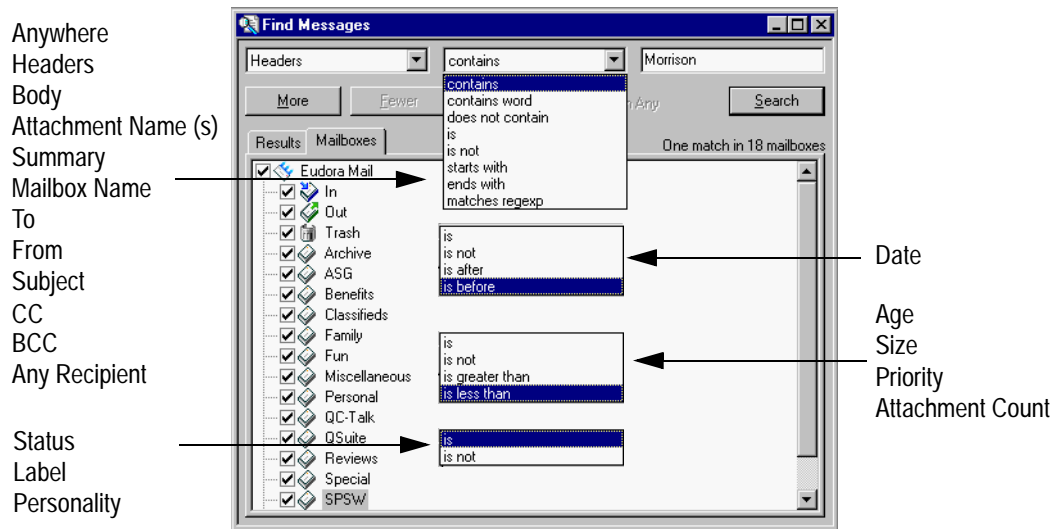 Anywhere
Headers
Body
Attachment Name (s)
Summary
Mailbox Name
To
From
Subject
CC
BCC
Any Recipient
Status
Label
Personality
Find Messages
Headers
contains
Morrison
More
Fewer
Any
Search
contains
contains word
does not contain
is
is not
starts with
ends with
matches regexp
Results
Mailboxes
One match in 18 mailboxes
Eudora Mail
In
Out
Trash
Archive
ASG
Benefits
Classifieds
Family
Fun
Miscellaneous
Personal
QC-Talk
QSuite
Reviews
Special
SPSW
is
is not
is after
is before
is
is not
is greater than
is less than
is
is not
Date
Age
Size
Priority
Attachment Count